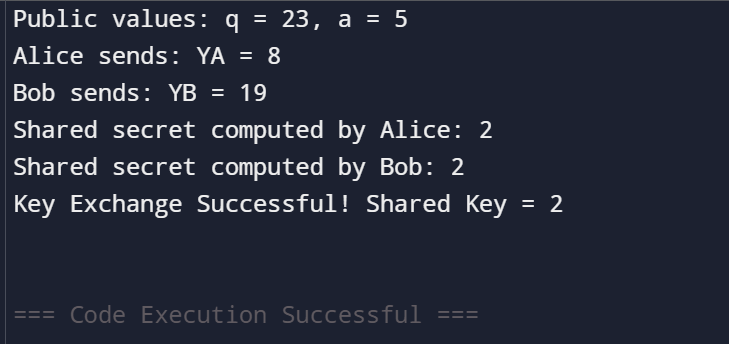 Public values: q = 23, a = 5
Alice sends: YA = 8
Bob sends: YB = 19
Shared secret computed by Alice: 2
Shared secret computed by Bob: 2
Key Exchange Successful! Shared Key = 2
=== Code Execution Successful ===